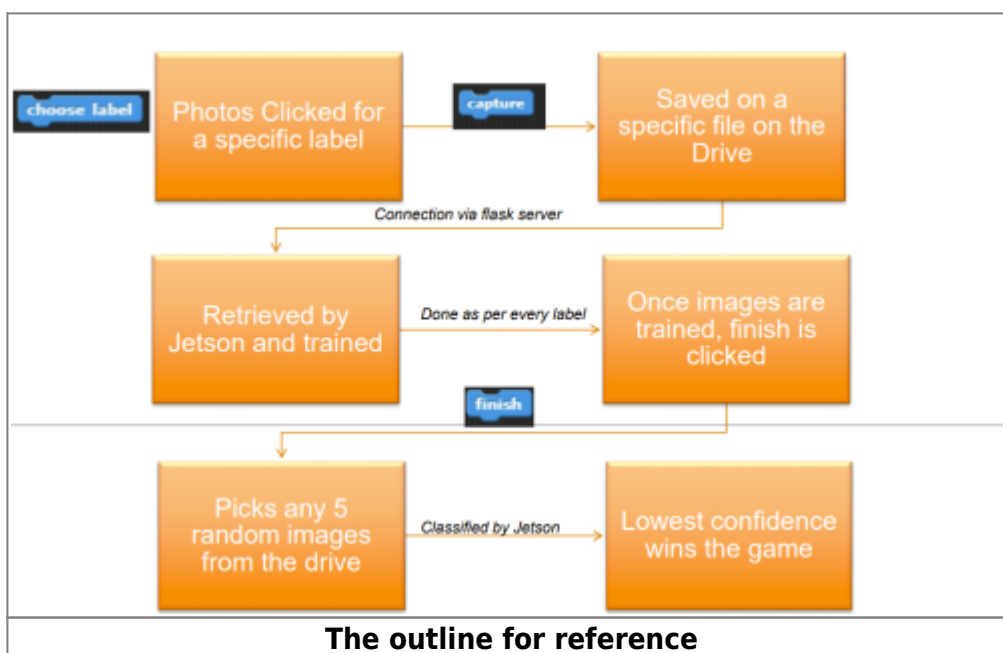 choose label
Photos Clicked for
a specific label
capture
Saved on a
specific file on the
Drive
Connection via flask server
Retrieved by
Jetson and trained
Done as per every label
Once images are
trained, finish is
clicked
finish
Picks any 5
random images
from the drive
Classified by Jetson
Lowest confidence
wins the game
The outline for reference